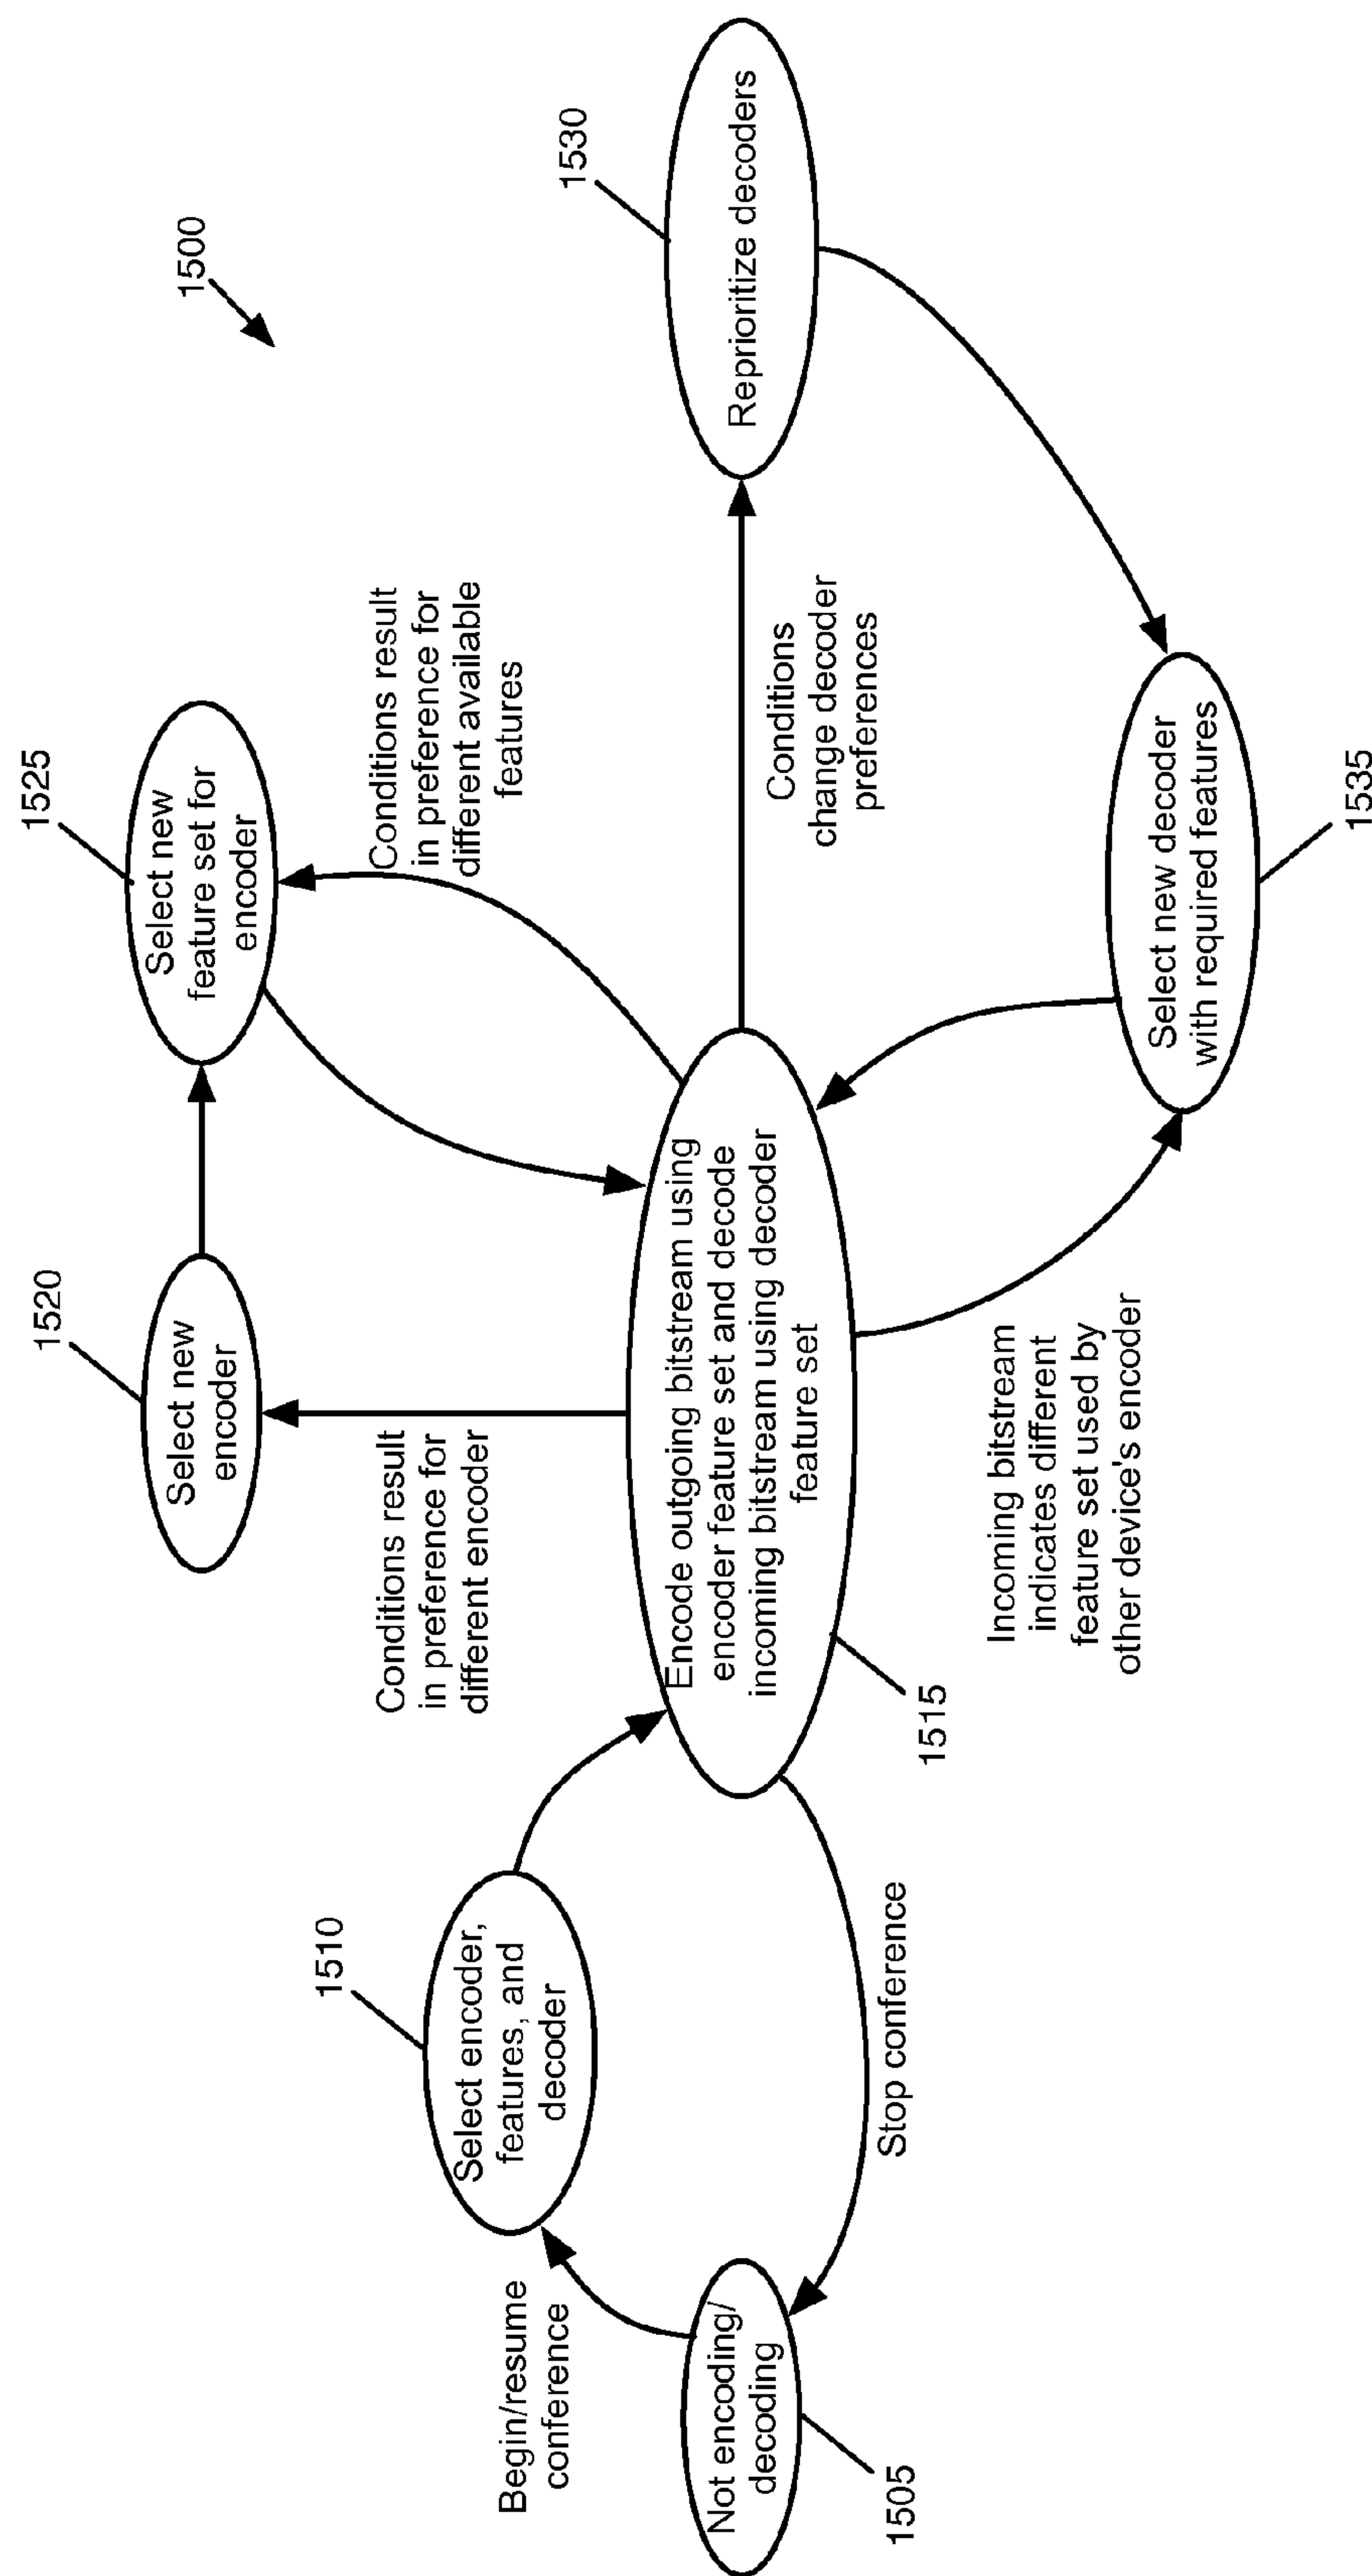 1500
1520
Select new
encoder
1525
Select new
feature set for
encoder
Conditions result
in preference for
different encoder
Conditions result
in preference for
different available
features
1510
Select encoder,
features, and
decoder
1530
Reprioritize decoders
Begin/resume
conference
Not encoding/
decoding
1505
Encode outgoing bitstream using
encoder feature set and decode
incoming bitstream using decoder
feature set
1515
Conditions
change decoder
preferences
Stop conference
Incoming bitstream
indicates different
feature set used by
other device's encoder
Select new decoder
with required features
1535